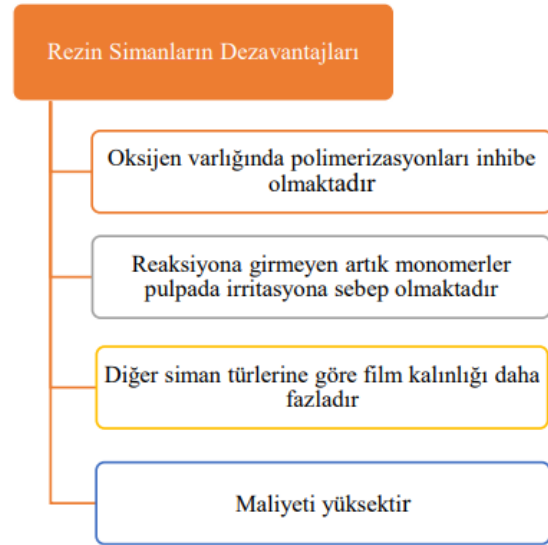 Rezin Simanların Dezavantajları
Oksijen varlığında polimerizasyonları inhibe
olmaktadır
Reaksiyona girmeyen artık monomerler
pulpada irritasyona sebep olmaktadır
Diğer siman türlerine göre film kalınlığı daha
fazladır
Maliyeti yüksektir